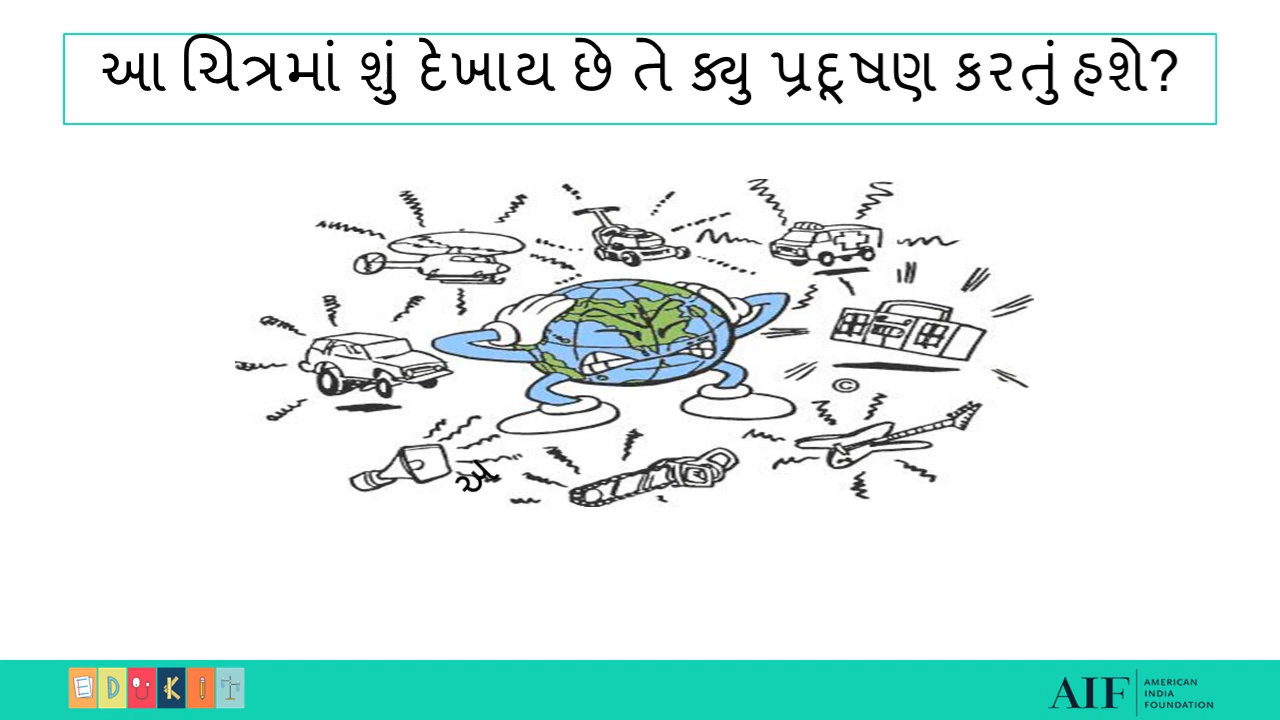 આ ચિત્રમાં શું દેખાય છે તે ક્યુ પ્રદૂષણ કરતું હશે?
©
EDUKIT
AIF AMERICAN
INDIA
FOUNDATION